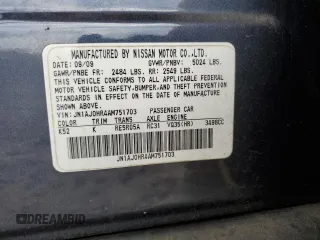 MANUFACTURED BY NISSAN MOTOR CO.,LTD.
DATE: 09/09 GVWR/PNBV: 5024 LBS.
GAWR/PNBE FR: 2484 LBS. RR: 2549 LBS.
THIS VEHICLE CONFORMS TO ALL APPLICABLE FEDERAL
MOTOR VEHICLE SAFETY,BUMPER,AND THEFT PREVENTION
STANDARDS IN EFFECT ON THE DATE OF MANUFACTURE
SHOWN ABOVE.
VIN:JN1AJ0HR4AM751703 PASSENGER CAR
COLOR TRIM TRANS AXLE ENGINE
K52 K RE5R05A RC31 VQ35(HR) 3498CC
JN1AJ0HR4AM751703
DREAMBID